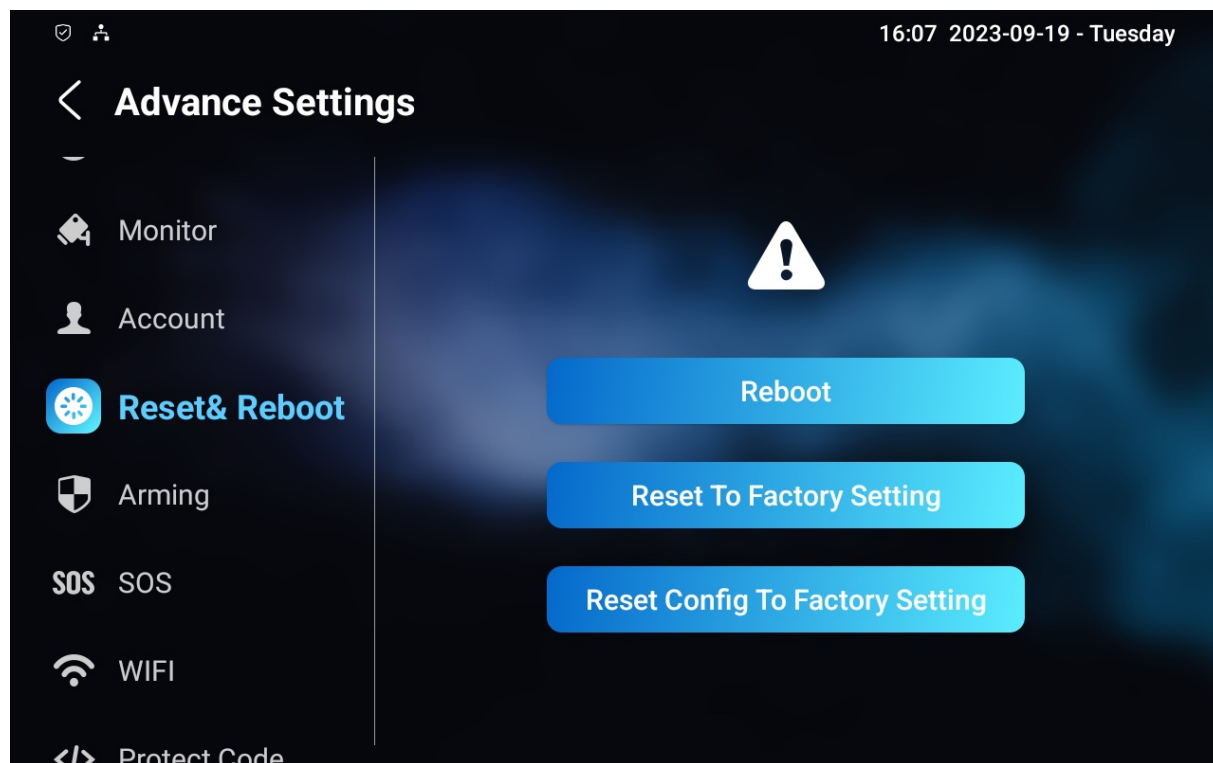 16:07 2023-09-19 - Tuesday
Advance Settings
Monitor
Account
Reset& Reboot
Arming
SOS SOS
WIFI
Protect Code
Reboot
Reset To Factory Setting
Reset Config To Factory Setting